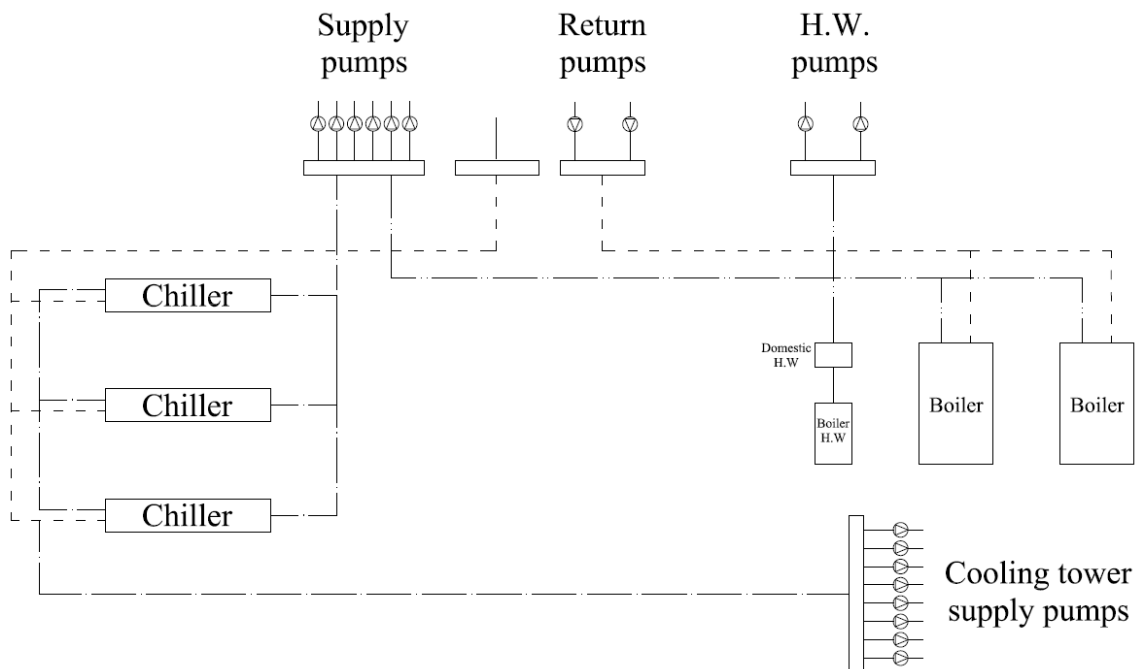 Supply
pumps
Return
pumps
H.W.
pumps
Chiller
Chiller
Chiller
Domestic
H.W
Boiler
H.W
Boiler
Boiler
Cooling tower
supply pumps